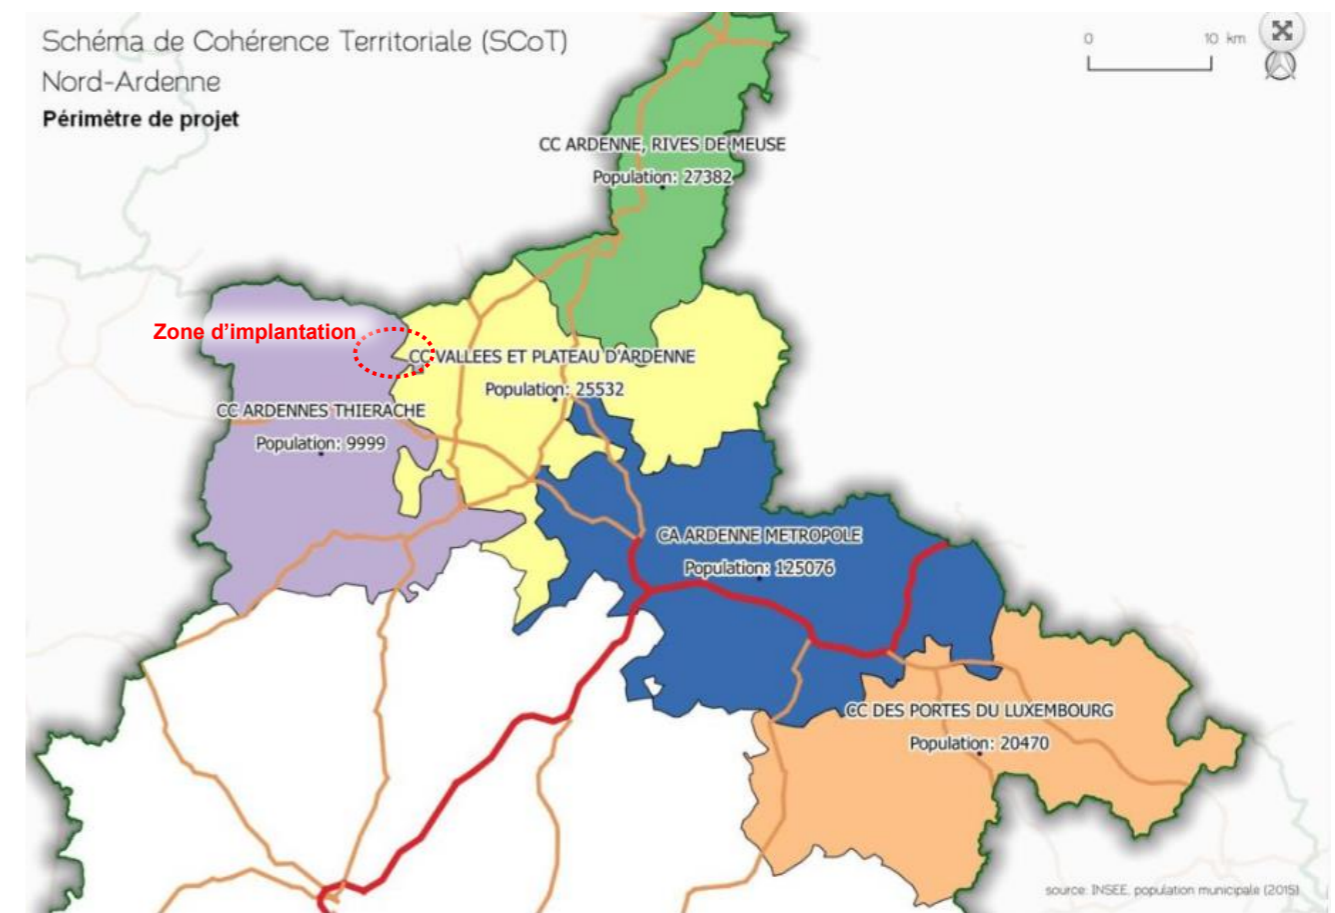 Schéma de Cohérence Territoriale (SCoT)
Nord-Ardenne
Périmètre de projet
0 10 km
CC ARDENNE, RIVES DE MEUSE
Population: 27382
Zone d'implantation
CC VALLEES ET PLATEAU D'ARDENNE
Population: 25532
CC ARDENNES THIERACHE
Population: 9999
CA ARDENNE METROPOLE
Population: 125076
CC DES PORTES DU LUXEMBOURG
Population: 20470
source: INSEE, population municipale (2015)